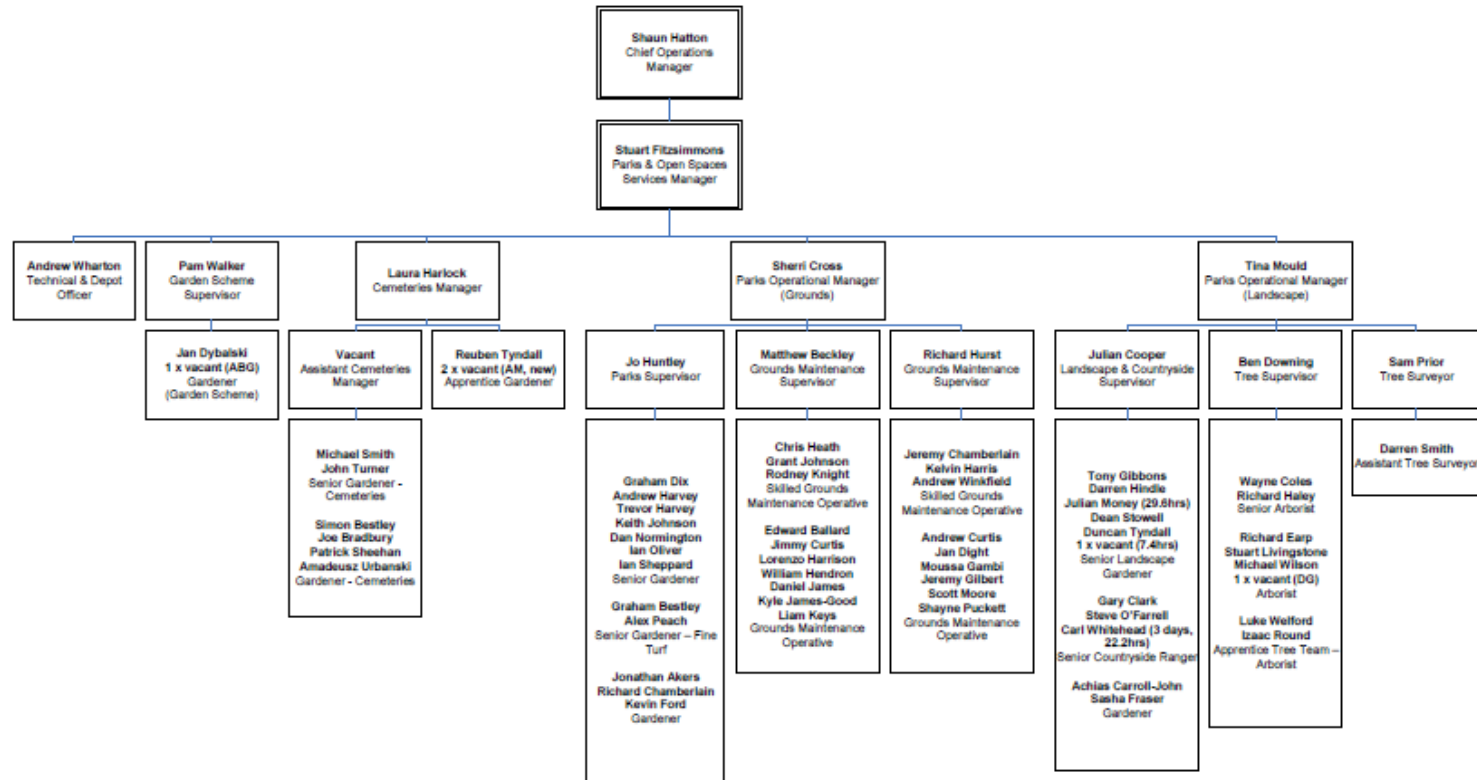 Shaun Hatton
Chief Operations
Manager
Stuart Fitzsimmons
Parks & Open Spaces
Services Manager
Andrew Wharton
Technical & Depot
Officer
Pam Walker
Garden Scheme
Supervisor
Laura Harlock
Cemeteries Manager
Sherri Cross
Parks Operational Manager
(Grounds)
Tina Mould
Parks Operational Manager
(Landscape)
Jan Dybalski
1 x vacant (ABG)
Gardener
(Garden Scheme)
Vacant
Assistant Cemeteries
Manager
Reuben Tyndall
2 x vacant (AM, new)
Apprentice Gardener
Jo Huntley
Parks Supervisor
Matthew Beckley
Grounds Maintenance
Supervisor
Richard Hurst
Grounds Maintenance
Supervisor
Julian Cooper
Landscape & Countryside
Supervisor
Ben Downing
Tree Supervisor
Sam Prior
Tree Surveyor
Michael Smith
John Turner
Senior Gardener -
Cemeteries
Simon Bestley
Joe Bradbury
Patrick Sheehan
Amadeusz Urbanski
Gardener - Cemeteries
Graham Dix
Andrew Harvey
Trevor Harvey
Keith Johnson
Dan Normington
Ian Oliver
Ian Sheppard
Senior Gardener
Graham Bestley
Alex Peach
Senior Gardener – Fine
Turf
Jonathan Akers
Richard Chamberlain
Kevin Ford
Gardener
Chris Heath
Grant Johnson
Rodney Knight
Skilled Grounds
Maintenance Operative
Edward Ballard
Jimmy Curtis
Lorenzo Harrison
William Hendron
Daniel James
Kyle James-Good
Liam Keys
Grounds Maintenance
Operative
Jeremy Chamberlain
Kelvin Harris
Andrew Winkfield
Skilled Grounds
Maintenance Operative
Andrew Curtis
Jan Dight
Moussa Gambi
Jeremy Gilbert
Scott Moore
Shayne Puckett
Grounds Maintenance
Operative
Tony Gibbons
Darren Hindle
Julian Money (29.6hrs)
Dean Stowell
Duncan Tyndall
1 x vacant (7.4hrs)
Senior Landscape
Gardener
Gary Clark
Steve O'Farrell
Carl Whitehead (3 days,
22.2hrs)
Senior Countryside Ranger
Achias Carroll-John
Sasha Fraser
Gardener
Wayne Coles
Richard Haley
Senior Arborist
Richard Earp
Stuart Livingstone
Michael Wilson
1 x vacant (DG)
Arborist
Luke Welford
Izaac Round
Apprentice Tree Team –
Arborist
Darren Smith
Assistant Tree Surveyor